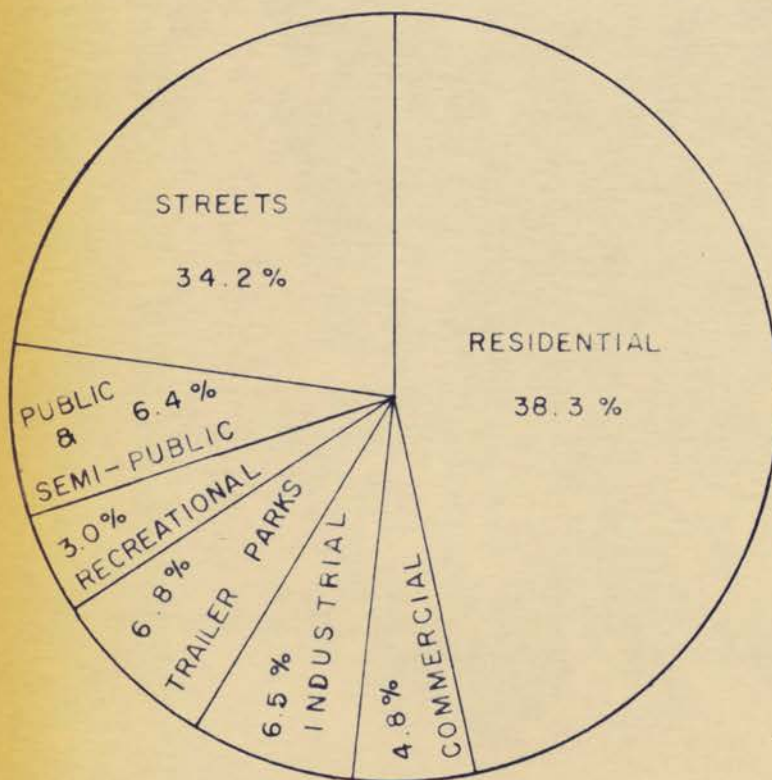 STREETS
34.2%
RESIDENTIAL
38.3%
PUBLIC
&
6.4%
SEMI-PUBLIC
3.0%
RECREATIONAL
6.8%
TRAILER PARKS
6.5%
INDUSTRIAL
4.8%
COMMERCIAL